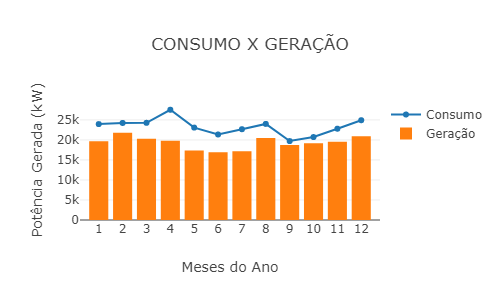 CONSUMO X GERAÇÃO
Potência Gerada (kW)
25k
20k
15k
10k
5k
0
1 2 3 4 5 6 7 8 9 10 11 12
Meses do Ano
Consumo
Geração